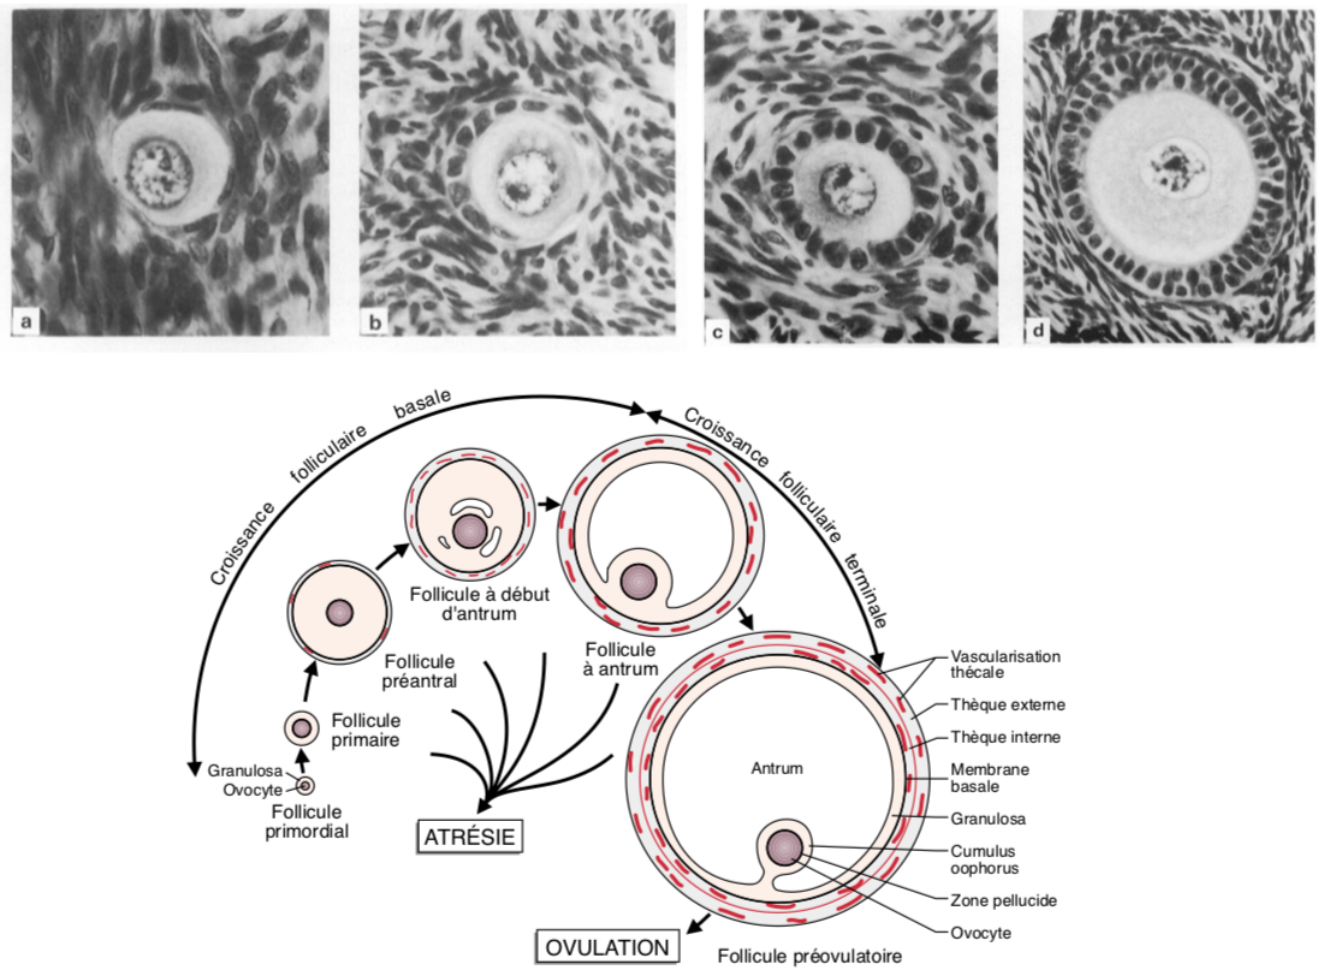 a
b
c
d
Croissance folliculaire basale
Croissance folliculaire terminale
Follicule à début
d'antrum
Follicule
à antrum
Follicule
préantral
Follicule
primaire
Granulosa
Ovocyte
Follicule
primordial
ATRÉSIE
Antrum
Vascularisation
thécale
Thèque externe
Thèque interne
Membrane
basale
Granulosa
Cumulus
oophorus
Zone pellucide
Ovocyte
OVULATION
Follicule préovulatoire